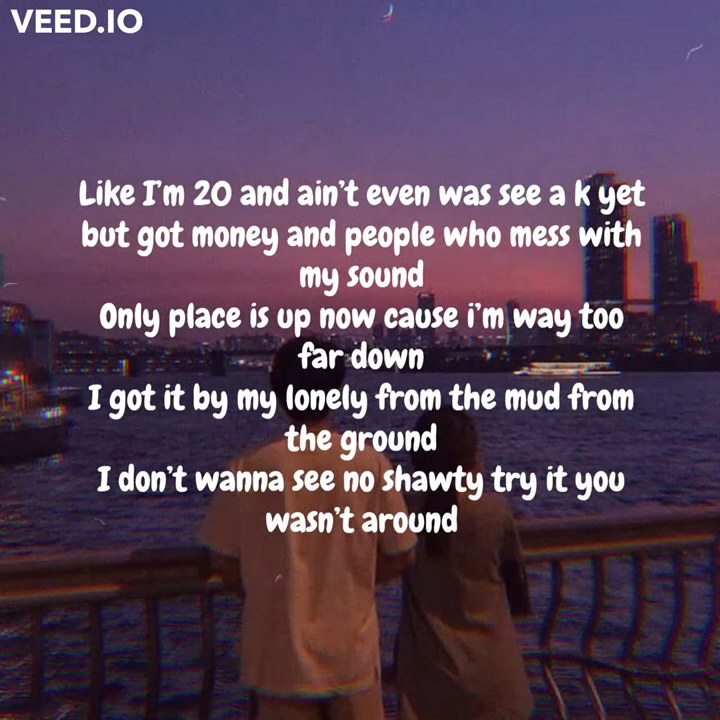 VEED.IO
Like I'm 20 and ain't even was see a k yet
but got money and people who mess with
my sound
Only place is up now cause i'm way too
far down
I got it by my lonely from the mud from
the ground
I don't wanna see no shawty try it you
wasn't around